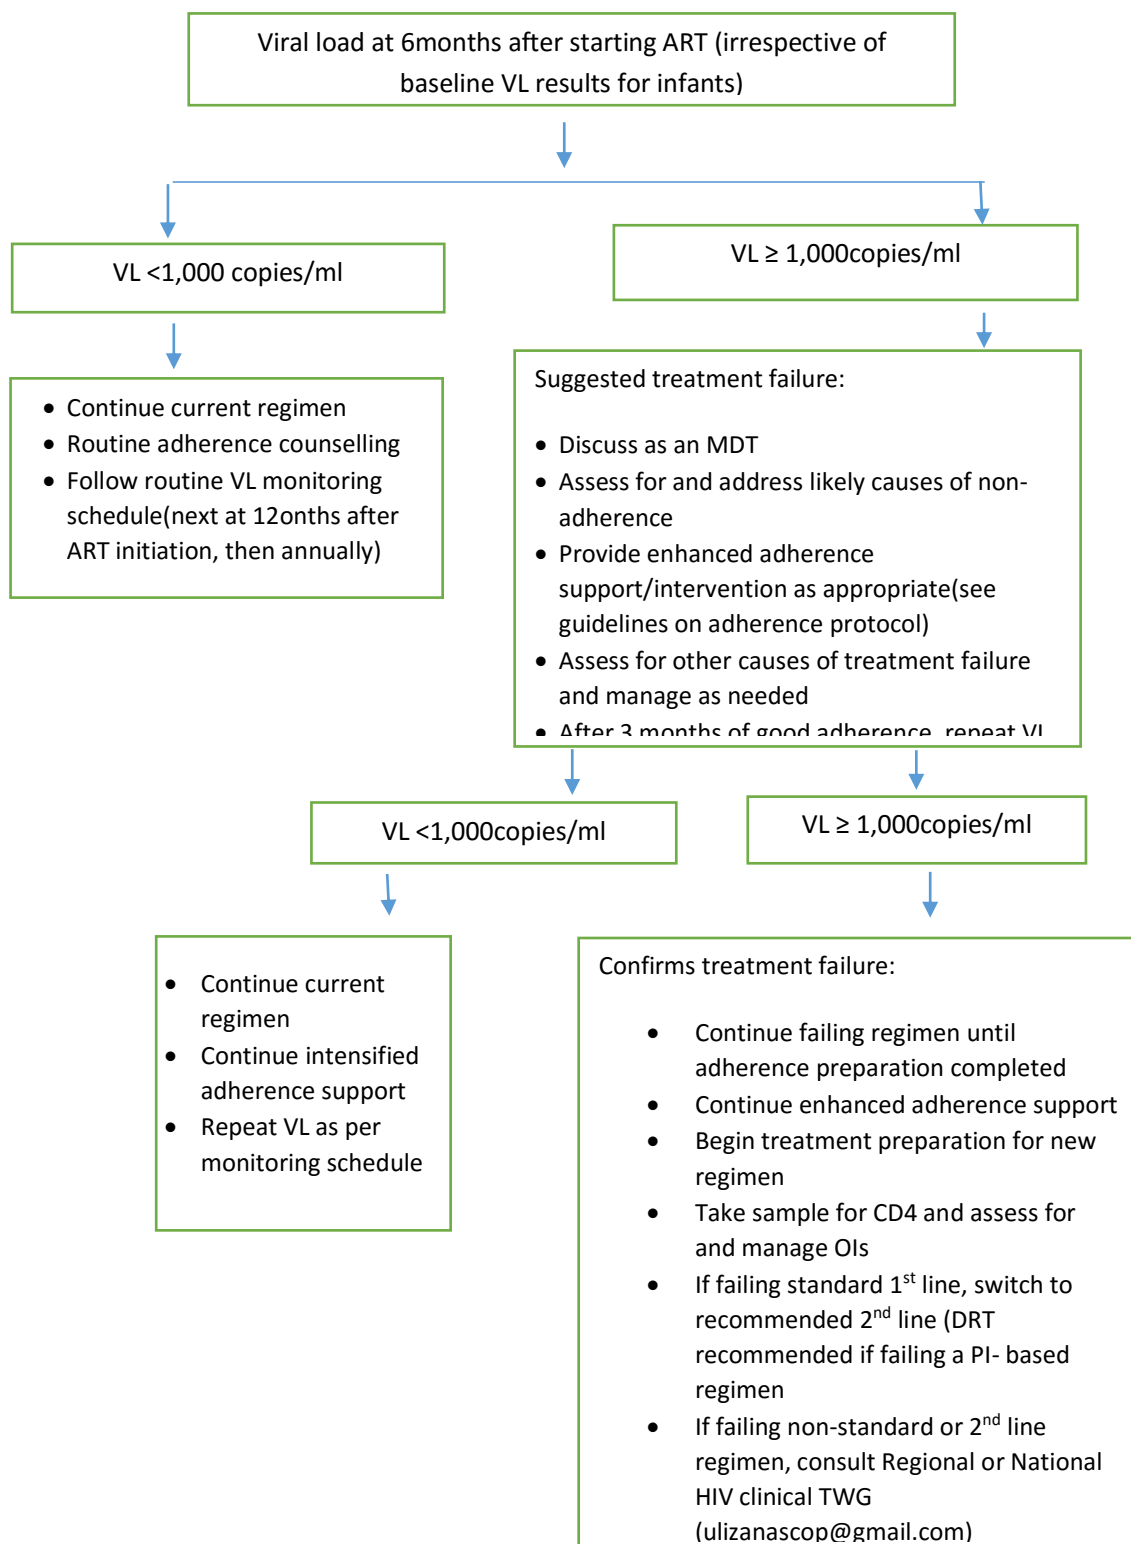 Viral load at 6months after starting ART (irrespective of
baseline VL results for infants)
VL <1,000 copies/ml
VL ≥ 1,000copies/ml
• Continue current regimen
• Routine adherence counselling
• Follow routine VL monitoring
schedule(next at 12onths after
ART initiation, then annually)
Suggested treatment failure:
• Discuss as an MDT
• Assess for and address likely causes of non-
adherence
• Provide enhanced adherence
support/intervention as appropriate(see
guidelines on adherence protocol)
• Assess for other causes of treatment failure
and manage as needed
• After 3 months of good adherence, repeat VL
VL <1,000copies/ml
VL ≥ 1,000copies/ml
• Continue current
regimen
• Continue intensified
adherence support
• Repeat VL as per
monitoring schedule
Confirms treatment failure:
• Continue failing regimen until
adherence preparation completed
• Continue enhanced adherence support
• Begin treatment preparation for new
regimen
• Take sample for CD4 and assess for
and manage OIs
• If failing standard 1st line, switch to
recommended 2nd line (DRT
recommended if failing a PI- based
regimen
• If failing non-standard or 2nd line
regimen, consult Regional or National
HIV clinical TWG
(ulizanascop@gmail.com)